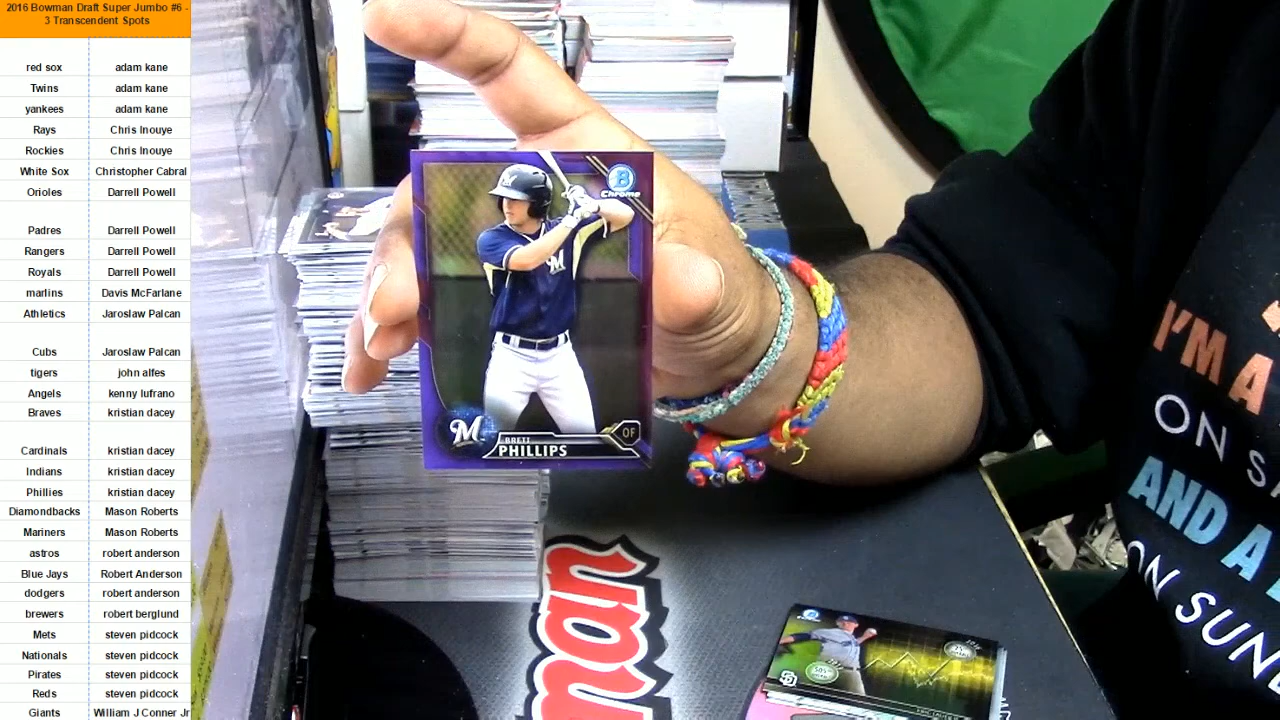 2016 Bowman Draft Super Jumbo #6 -
3 Transcendent Spots
red sox adam kane
Twins adam kane
yankees adam kane
Rays Chris Inouye
Rockies Chris Inouye
White Sox Christopher Cabral
Orioles Darrell Powell
Padres Darrell Powell
Rangers Darrell Powell
Royals Darrell Powell
marlins Davis McFarlane
Athletics Jaroslaw Palcan
Cubs Jaroslaw Palcan
tigers john alfes
Angels kenny lufrano
Braves kristian dacey
Cardinals kristian dacey
Indians kristian dacey
Phillies kristian dacey
Diamondbacks Mason Roberts
Mariners Mason Roberts
astros robert anderson
Blue Jays Robert Anderson
dodgers robert anderson
brewers robert berglund
Mets steven pidcock
Nationals steven pidcock
Pirates steven pidcock
Reds steven pidcock
Giants William J Conner Jr
B
Chrome
M
M
BRETT
PHILLIPS
OF
I'M A
ON S
AND A
ON SUN
SD